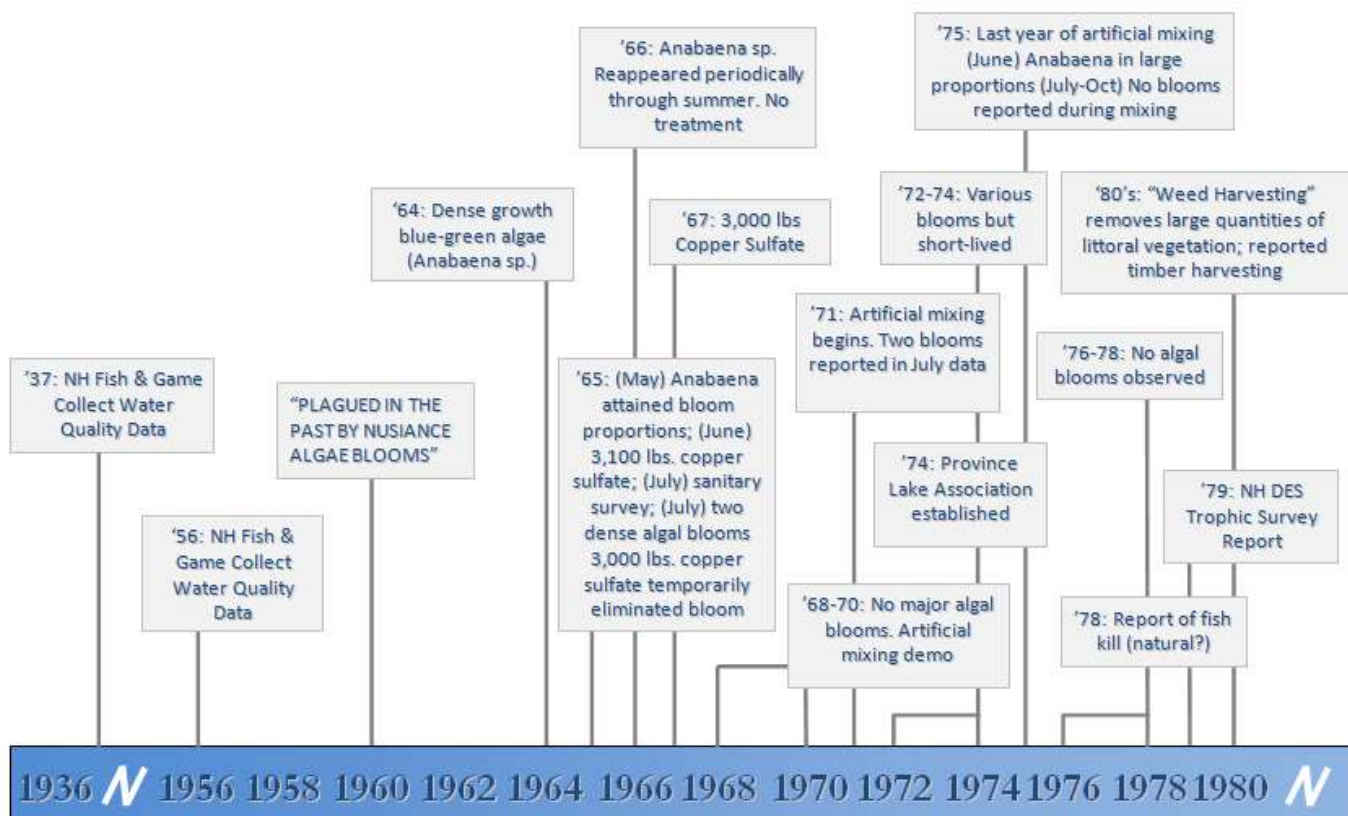 '66: Anabaena sp.
Reappeared periodically
through summer. No
treatment
'75: Last year of artificial mixing
(June) Anabaena in large
proportions (July-Oct) No blooms
reported during mixing
'64: Dense growth
blue-green algae
(Anabaena sp.)
'67: 3,000 lbs
Copper Sulfate
'72-74: Various
blooms but
short-lived
'80's: "Weed Harvesting"
removes large quantities of
littoral vegetation; reported
timber harvesting
'71: Artificial mixing
begins. Two blooms
reported in July data
'76-78: No algal
blooms observed
'37: NH Fish & Game
Collect Water
Quality Data
"PLAGUED IN THE
PAST BY NUSIANCE
ALGAE BLOOMS"
'65: (May) Anabaena
attained bloom
proportions; (June)
3,100 lbs. copper
sulfate; (July) sanitary
survey; (July) two
dense algal blooms
3,000 lbs. copper
sulfate temporarily
eliminated bloom
'74: Province
Lake Association
established
'79: NH DES
Trophic Survey
Report
'56: NH Fish &
Game Collect
Water Quality
Data
'68-70: No major algal
blooms. Artificial
mixing demo
'78: Report of fish
kill (natural?)
1936 1956 1958 1960 1962 1964 1966 1968 1970 1972 1974 1976 1978 1980